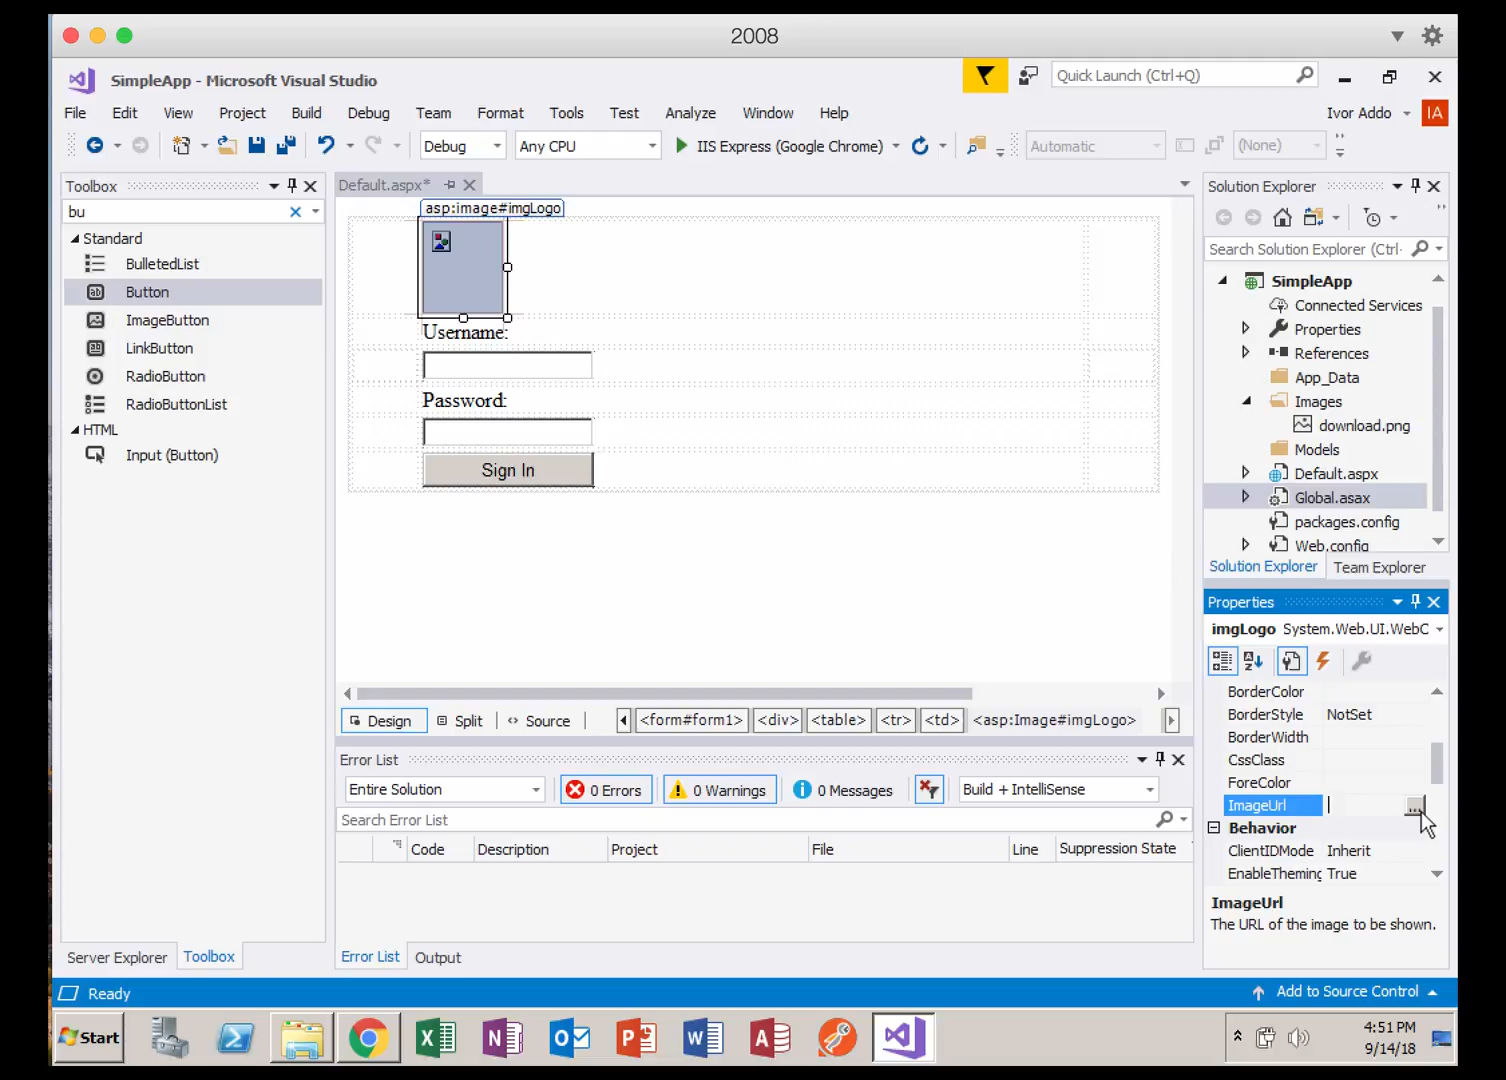 2008
SimpleApp - Microsoft Visual Studio
Quick Launch (Ctrl+Q)
File Edit View Project Build Debug Team Format Tools Test Analyze Window Help
Ivor Addo IA
Debug Any CPU IIS Express (Google Chrome) Automatic (None)
Toolbox
bu
Standard
BulletedList
Button
ImageButton
LinkButton
RadioButton
RadioButtonList
HTML
Input (Button)
Server Explorer Toolbox
Default.aspx*
asp:image#imgLogo
Username:
Password:
Sign In
Design Split Source <form#form1> <div> <table> <tr> <td> <asp:Image#imgLogo>
Error List
Entire Solution 0 Errors 0 Warnings 0 Messages Build + IntelliSense
Search Error List
Code Description Project File Line Suppression State
Error List Output
Solution Explorer
Search Solution Explorer (Ctrl
SimpleApp
Connected Services
Properties
References
App_Data
Images
download.png
Models
Default.aspx
Global.asax
packages.config
Web.config
Solution Explorer Team Explorer
Properties
imgLogo System.Web.UI.WebC
BorderColor
BorderStyle NotSet
BorderWidth
CssClass
ForeColor
ImageUrl ...
Behavior
ClientIDMode Inherit
EnableTheming True
ImageUrl
The URL of the image to be shown.
Ready
Add to Source Control
Start
4:51 PM
9/14/18